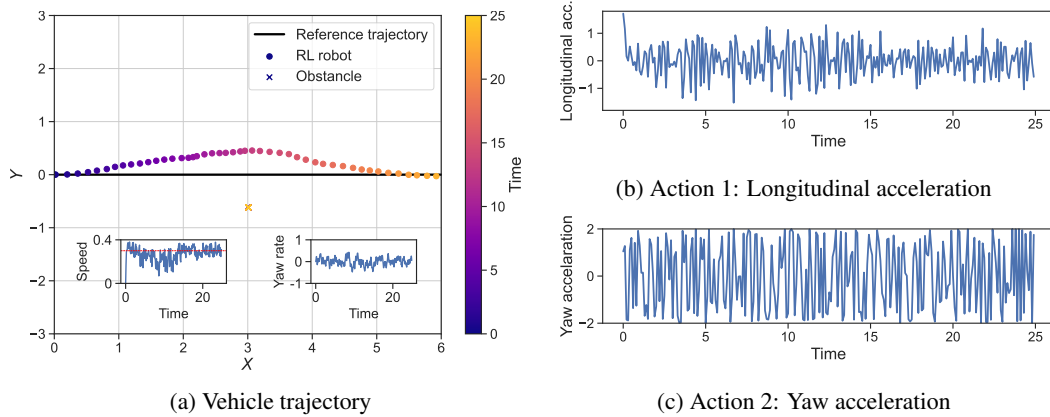 3
2
1
0
−1
−2
−3
Y
Reference trajectory
RL robot
Obstancle
0.4
0
Speed
0
20
Time
1
0
−1
Yaw rate
0
20
Time
0 1 2 3 4 5 6
X
25
20
15
10
5
0
Time
(a) Vehicle trajectory
1
0
−1
Longitudinal acc.
0 5 10 15 20 25
Time
(b) Action 1: Longitudinal acceleration
2
0
−2
Yaw accelaration
0 5 10 15 20 25
Time
(c) Action 2: Yaw acceleration